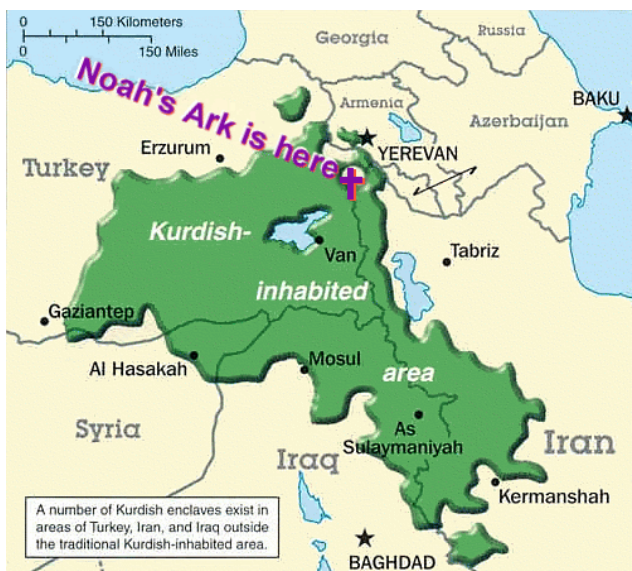 0 150 Kilometers
0 150 Miles
Georgia
Russia
Noah's Ark is here
Armenia
BAKU
Azerbaijan
Erzurum
YEREVAN
Turkey
Kurdish-
Van
Tabriz
inhabited
Gaziantep
Al Hasakah
Mosul
area
Syria
As
Sulaymaniyah
Iran
Iraq
Kermanshah
A number of Kurdish enclaves exist in
areas of Turkey, Iran, and Iraq outside
the traditional Kurdish-inhabited area.
BAGHDAD